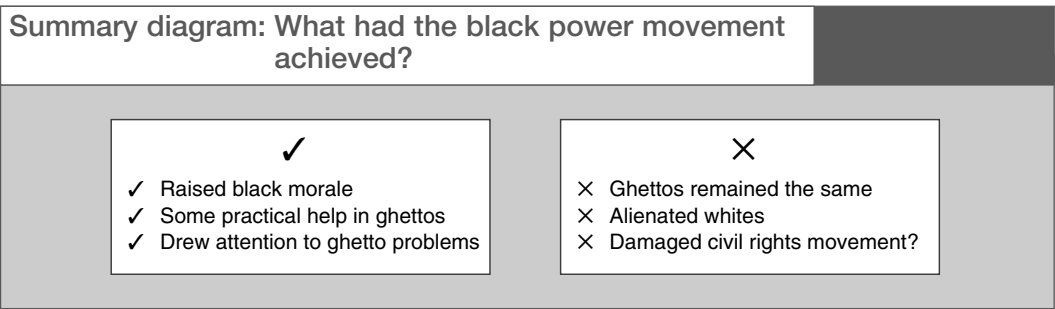 Summary diagram: What had the black power movement
achieved?
✓
✓ Raised black morale
✓ Some practical help in ghettos
✓ Drew attention to ghetto problems
×
× Ghettos remained the same
× Alienated whites
× Damaged civil rights movement?